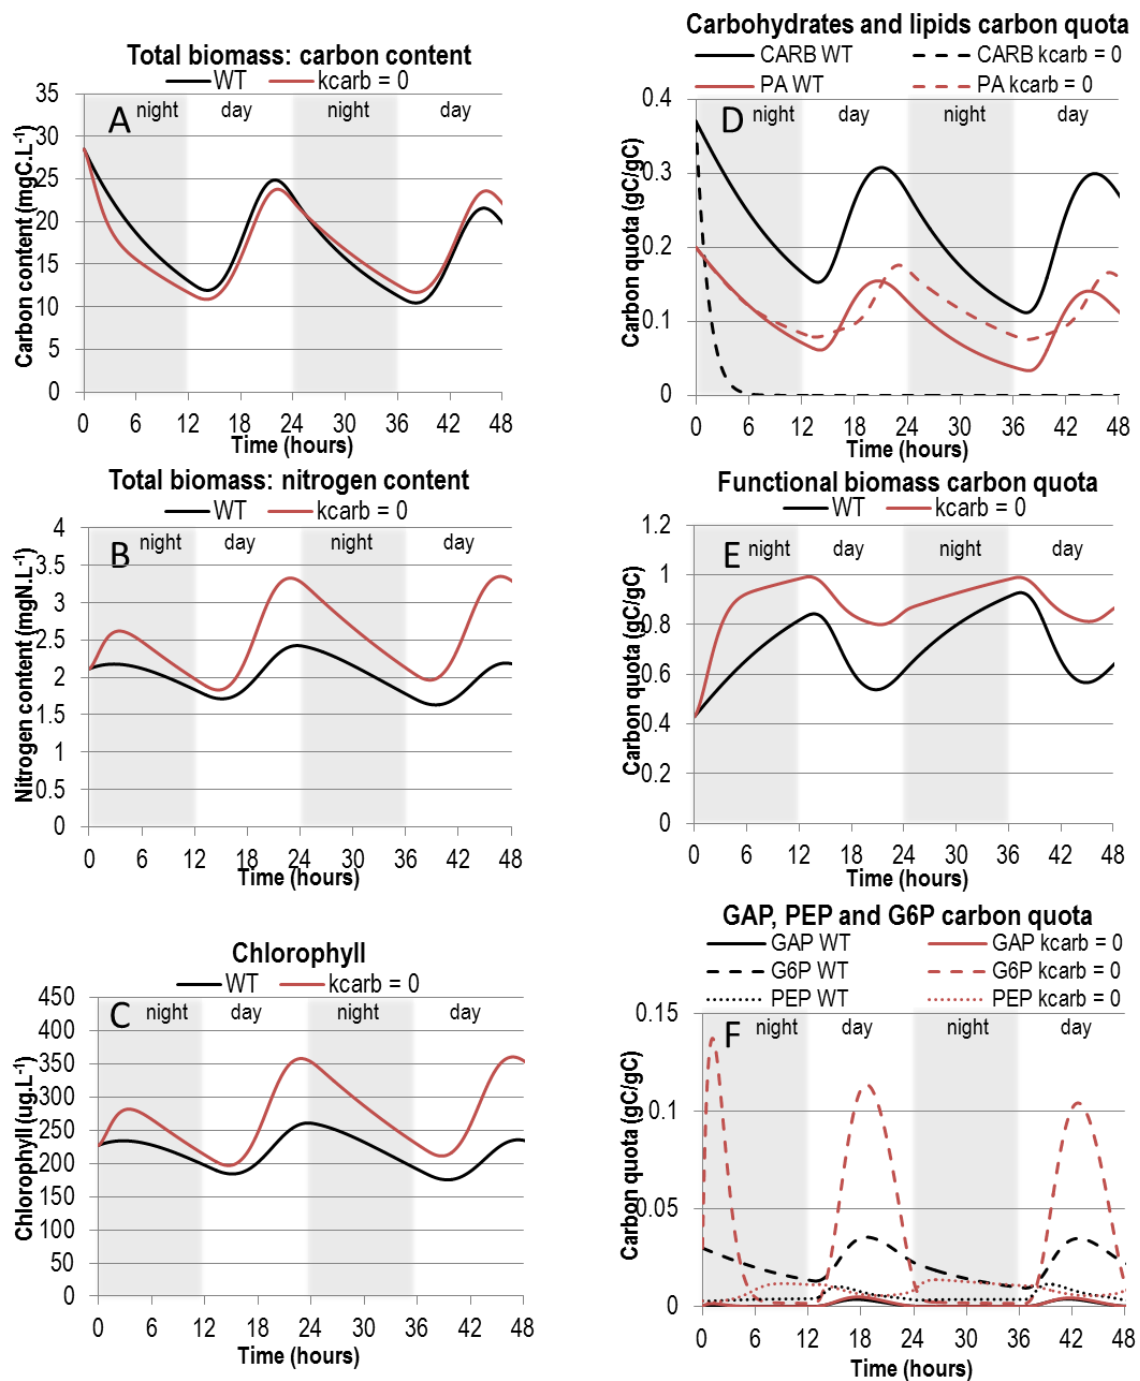 Total biomass: carbon content
WT kcarb = 0
A night day night day
Carbon content (mgC.L-1)
35
30
25
20
15
10
5
0
0 6 12 18 24 30 36 42 48
Time (hours)
Carbohydrates and lipids carbon quota
CARB WT CARB kcarb = 0
PA WT PA kcarb = 0
D night day night day
Carbon quota (gC/gC)
0.4
0.3
0.2
0.1
0
0 6 12 18 24 30 36 42 48
Time (hours)
Total biomass: nitrogen content
WT kcarb = 0
B night day night day
Nitrogen content (mgN.L-1)
4
3.5
3
2.5
2
1.5
1
0.5
0
0 6 12 18 24 30 36 42 48
Time (hours)
Functional biomass carbon quota
WT kcarb = 0
E night day night day
Carbon quota (gC/gC)
1.2
1
0.8
0.6
0.4
0.2
0
0 6 12 18 24 30 36 42 48
Time (hours)
Chlorophyll
WT kcarb = 0
C night day night day
Chlorophyll (ug.L-1)
450
400
350
300
250
200
150
100
50
0
0 6 12 18 24 30 36 42 48
Time (hours)
GAP, PEP and G6P carbon quota
GAP WT GAP kcarb = 0
G6P WT G6P kcarb = 0
PEP WT PEP kcarb = 0
F night day night day
Carbon quota (gC/gC)
0.15
0.1
0.05
0
0 6 12 18 24 30 36 42 48
Time (hours)